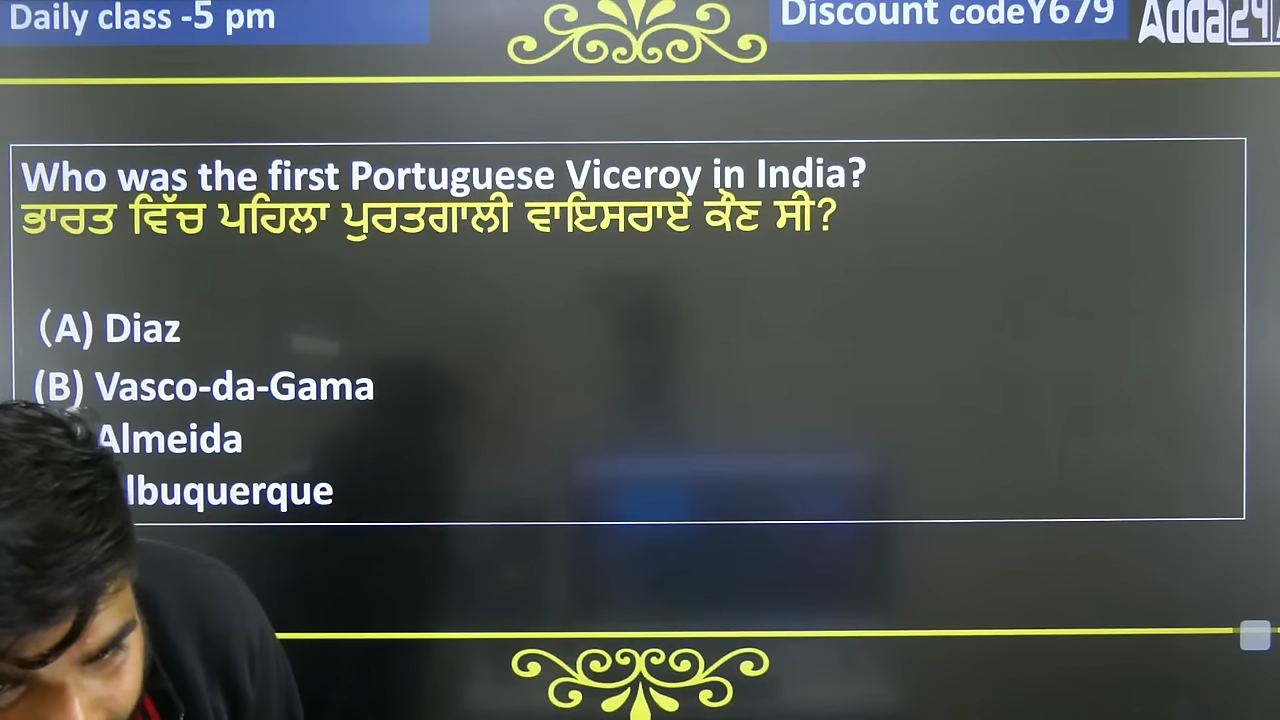 Daily class -5 pm
Discount codeY679
Adda24
Who was the first Portuguese Viceroy in India?
ਭਾਰਤ ਵਿੱਚ ਪਹਿਲਾ ਪੁਰਤਗਾਲੀ ਵਾਇਸਰਾਏ ਕੌਣ ਸੀ?
(A) Diaz
(B) Vasco-da-Gama
Almeida
lbuquerque